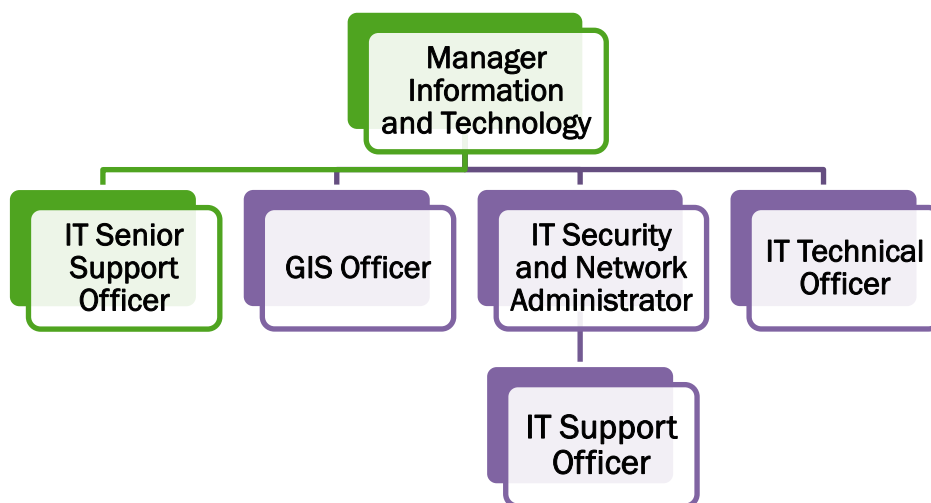 Manager
Information
and Technology
IT Senior
Support
Officer
GIS Officer
IT Security
and Network
Administrator
IT Technical
Officer
IT Support
Officer